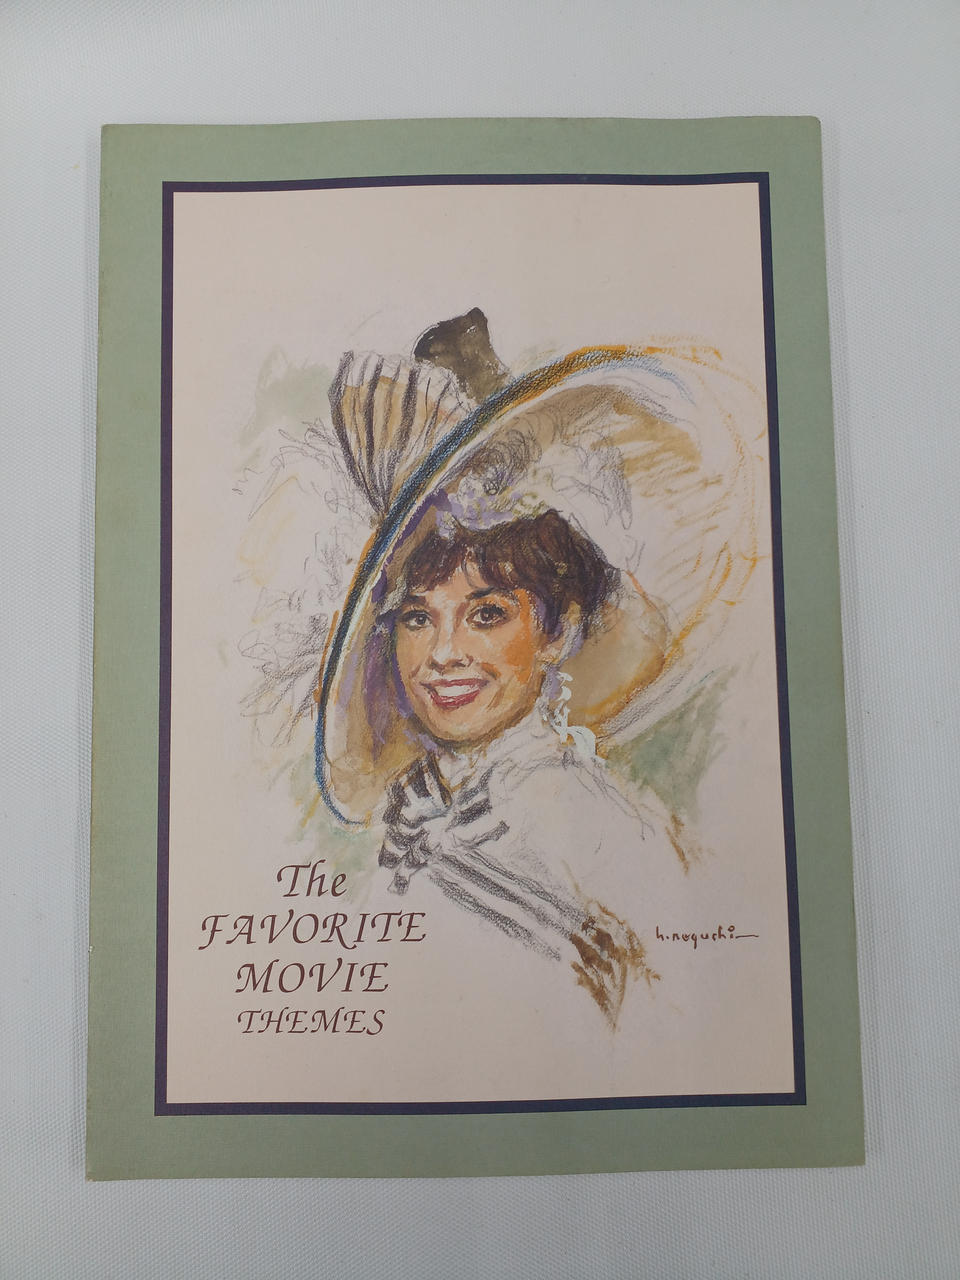 The
FAVORITE
MOVIE
THEMES
h.noguchi